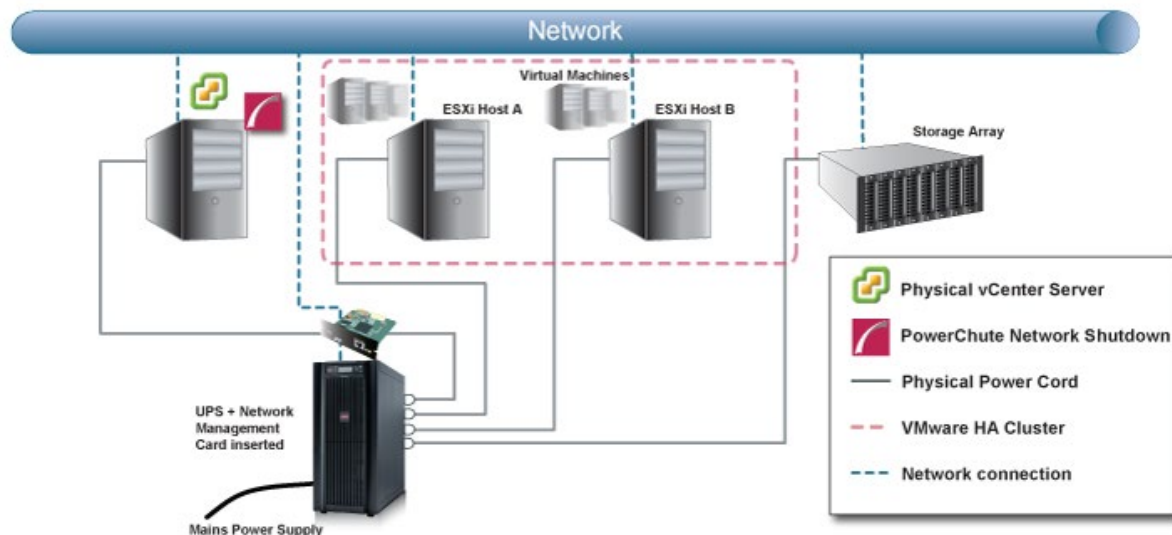 Network
Virtual Machines
ESXi Host A
ESXi Host B
Storage Array
UPS + Network
Management
Card inserted
Mains Power Supply
Physical vCenter Server
PowerChute Network Shutdown
Physical Power Cord
VMware HA Cluster
Network connection